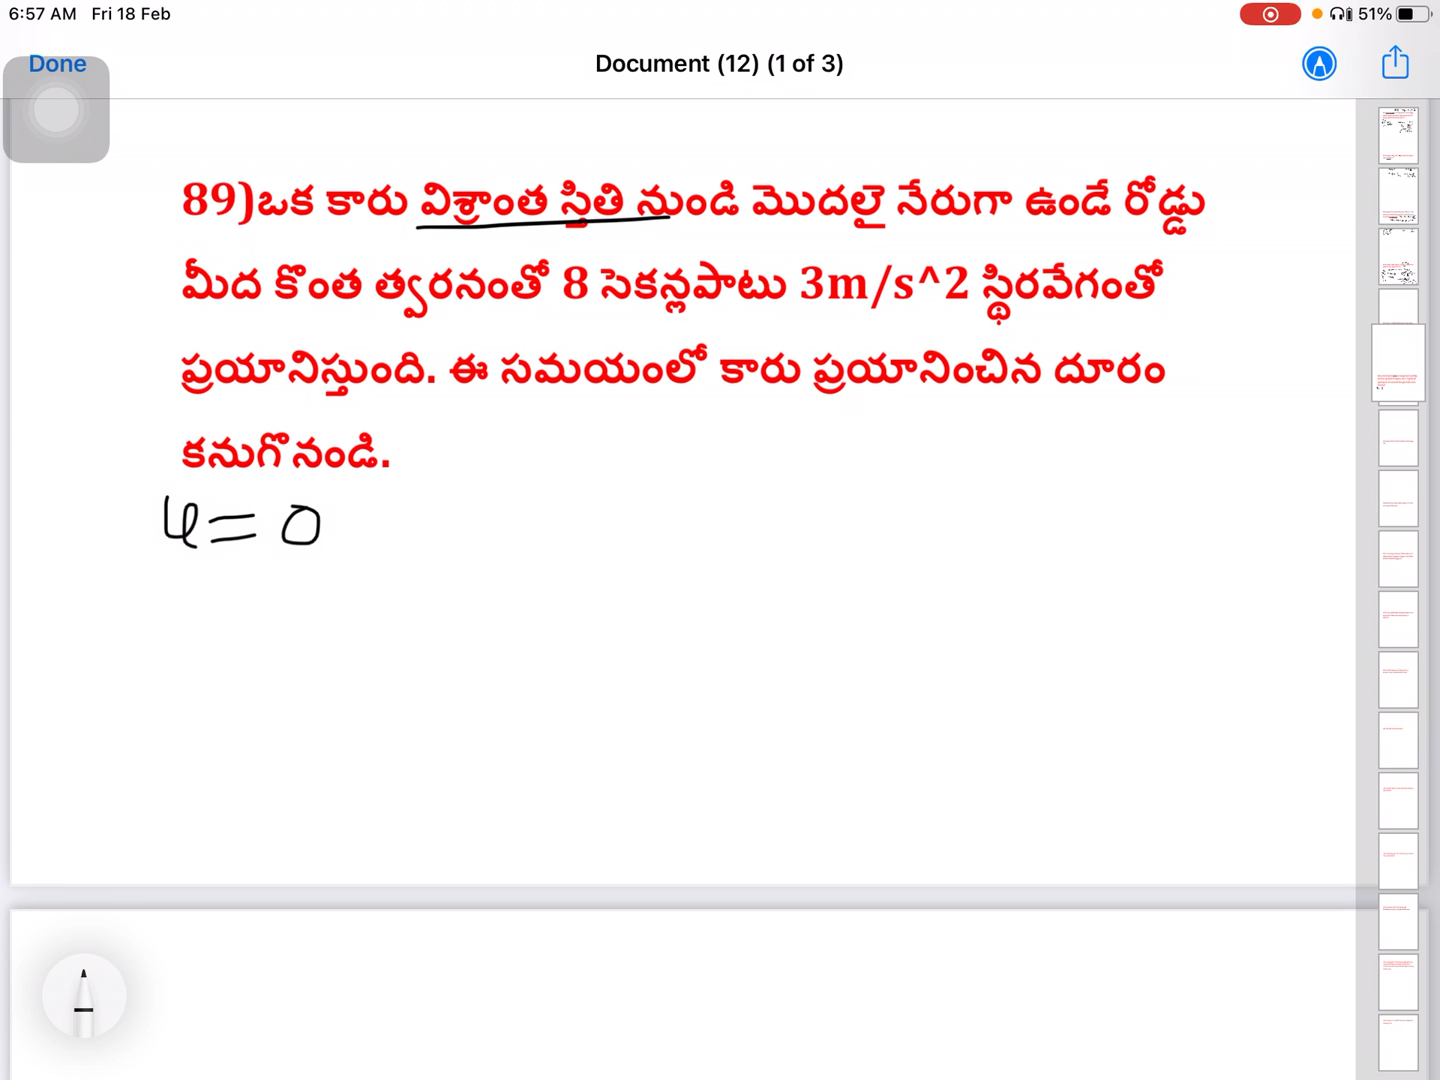 6:57 AM Fri 18 Feb
51%
Done
Document (12) (1 of 3)
89)ఒక కారు విశ్రాంత స్తితి నుండి మొదలై నేరుగా ఉండే రోడ్డు
మీద కొంత త్వరనంతో 8 సెకన్లపాటు 3m/s^2 స్థిరవేగంతో
ప్రయానిస్తుంది. ఈ సమయంలో కారు ప్రయానించిన దూరం
కనుగొనండి.
u= 0